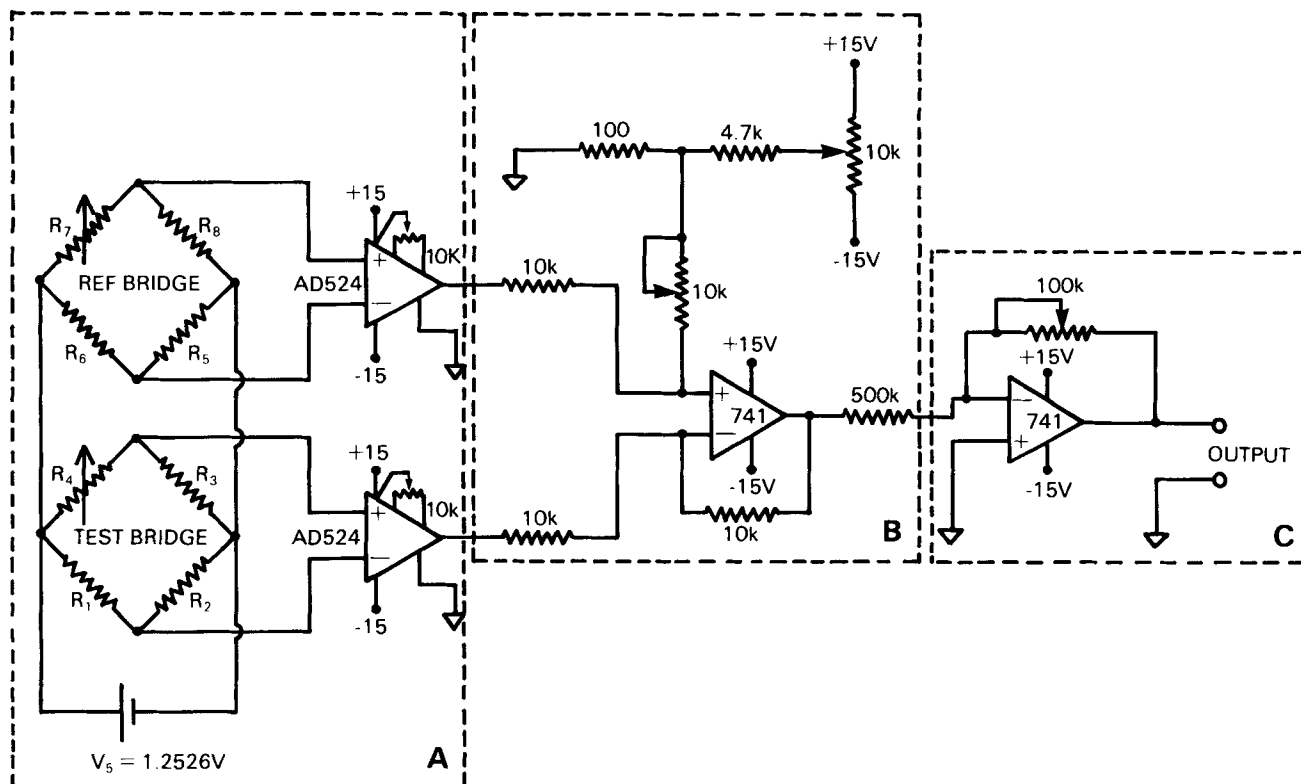 +15V
100
4.7k
10k
-15V
R7
R8
REF BRIDGE
R6
R5
+15
10K
+
AD524
−
-15
10k
10k
+15V
+
741
−
-15V
10k
500k
100k
+15V
−
741
+
-15V
OUTPUT
R4
R3
TEST BRIDGE
R1
R2
+15
10k
+
AD524
−
-15
10k
V5 = 1.2526V
A
B
C